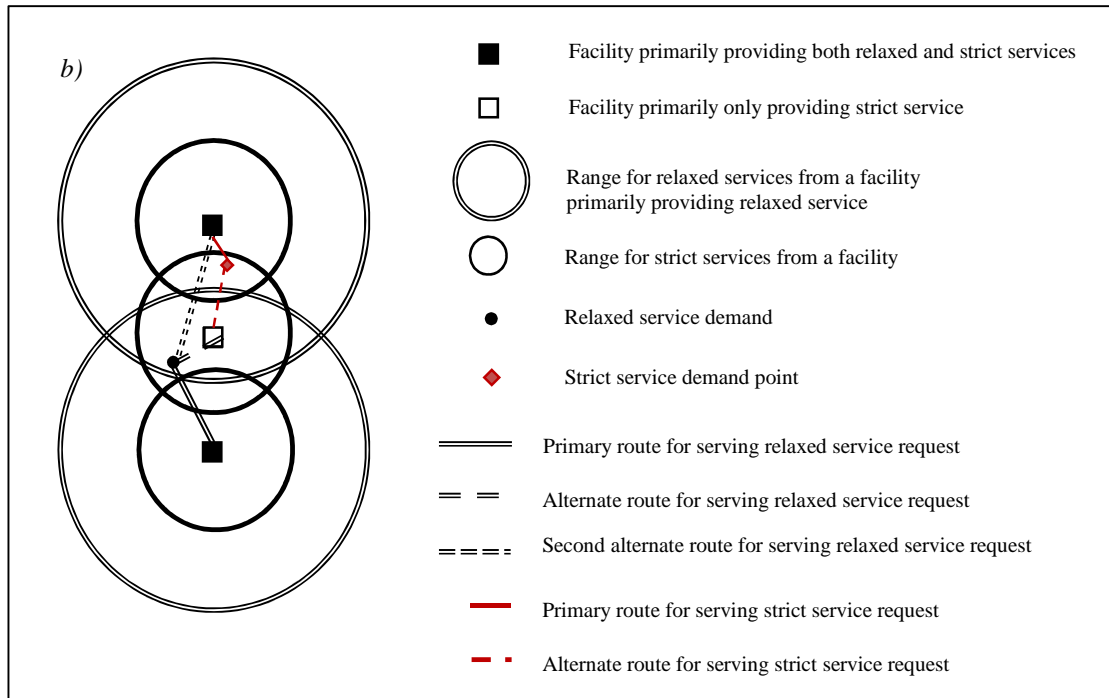 b)
Facility primarily providing both relaxed and strict services
Facility primarily only providing strict service
Range for relaxed services from a facility
primarily providing relaxed service
Range for strict services from a facility
Relaxed service demand
Strict service demand point
Primary route for serving relaxed service request
Alternate route for serving relaxed service request
Second alternate route for serving relaxed service request
Primary route for serving strict service request
Alternate route for serving strict service request